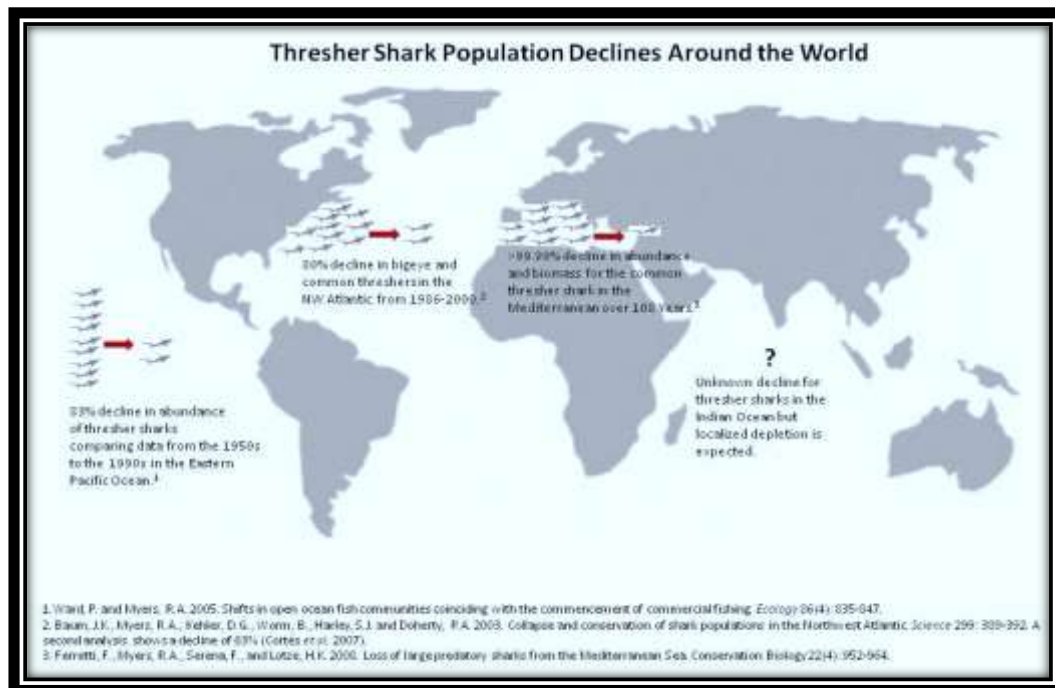 Thresher Shark Population Declines Around the World
80% decline in bigeye and
common threshers in the
NW Atlantic from 1986-2000.2
>99.99% decline in abundance
and biomass for the common
thresher shark in the
Mediterranean over 100 Years.3
83% decline in abundance
of thresher sharks
comparing data from the 1950s
to the 1990s in the Eastern
Pacific Ocean.1
?
Unknown decline for
thresher sharks in the
Indian Ocean but
localized depletion is
expected.
1. Ward, P. and Myers, R.A. 2005. Shifts in open ocean fish communities coinciding with the commencement of commercial fishing. Ecology 86(4): 835-847.
2. Baum, J.K., Myers, R.A., Kehler, D.G., Worm, B., Harley, S.J. and Doherty, P.A. 2003. Collapse and conservation of shark populations in the Northwest Atlantic Science 299: 389-392. A
second analysis shows a decline of 63% (Cortes et al, 2007).
3. Ferretti, F., Myers, R.A., Serena, F., and Lotze, H.K. 2008. Loss of large predatory sharks from the Mediterranean Sea. Conservation Biology 22(4): 952-964.